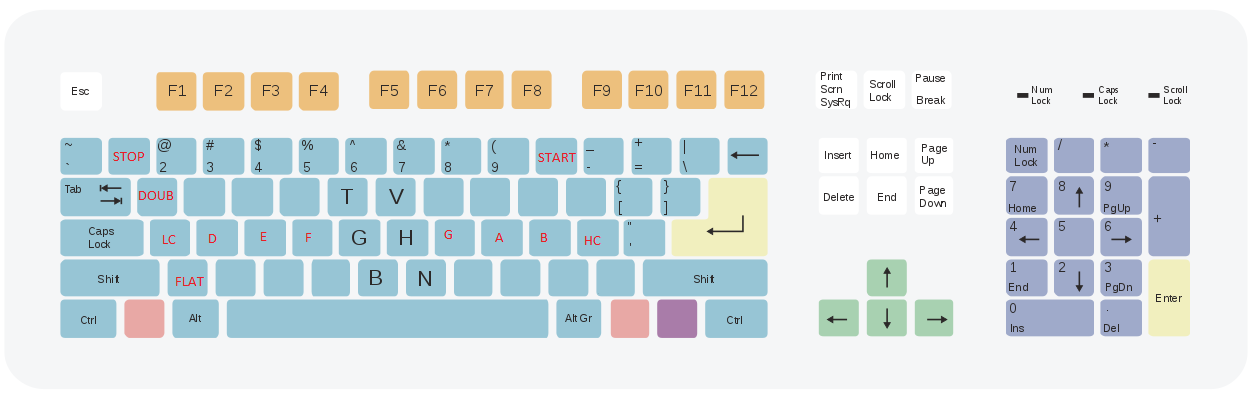 Esc F1 F2 F3 F4 F5 F6 F7 F8 F9 F10 F11 F12
Print
Scrn
SysRq
Scroll
Lock
Pause
Break
Num
Lock
Caps
Lock
Scroll
Lock
~ @ # $ % ^ & * ( _ + |
` STOP 2 3 4 5 6 7 8 9 START - = \ ←
Insert Home Page
Up
Num
Lock
/ * -
Tab DOUB T V { }
[ ]
Delete End Page
Down
7 8 ↑ 9
Home PgUp
+
Caps
Lock
LC D E F G H G A B HC "
'
4 5 6
← →
Shift FLAT B N Shift
↑
1 2 ↓ 3
End PgDn
Enter
Ctrl Alt Alt Gr Ctrl
← ↓ →
0 .
Ins Del